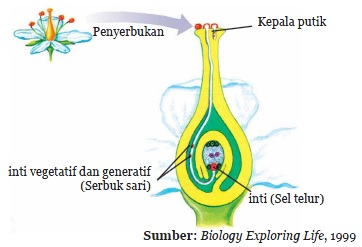 Penyerbukan
Kepala putik
inti vegetatif dan generatif
(Serbuk sari)
inti (Sel telur)
Sumber: Biology Exploring Life, 1999